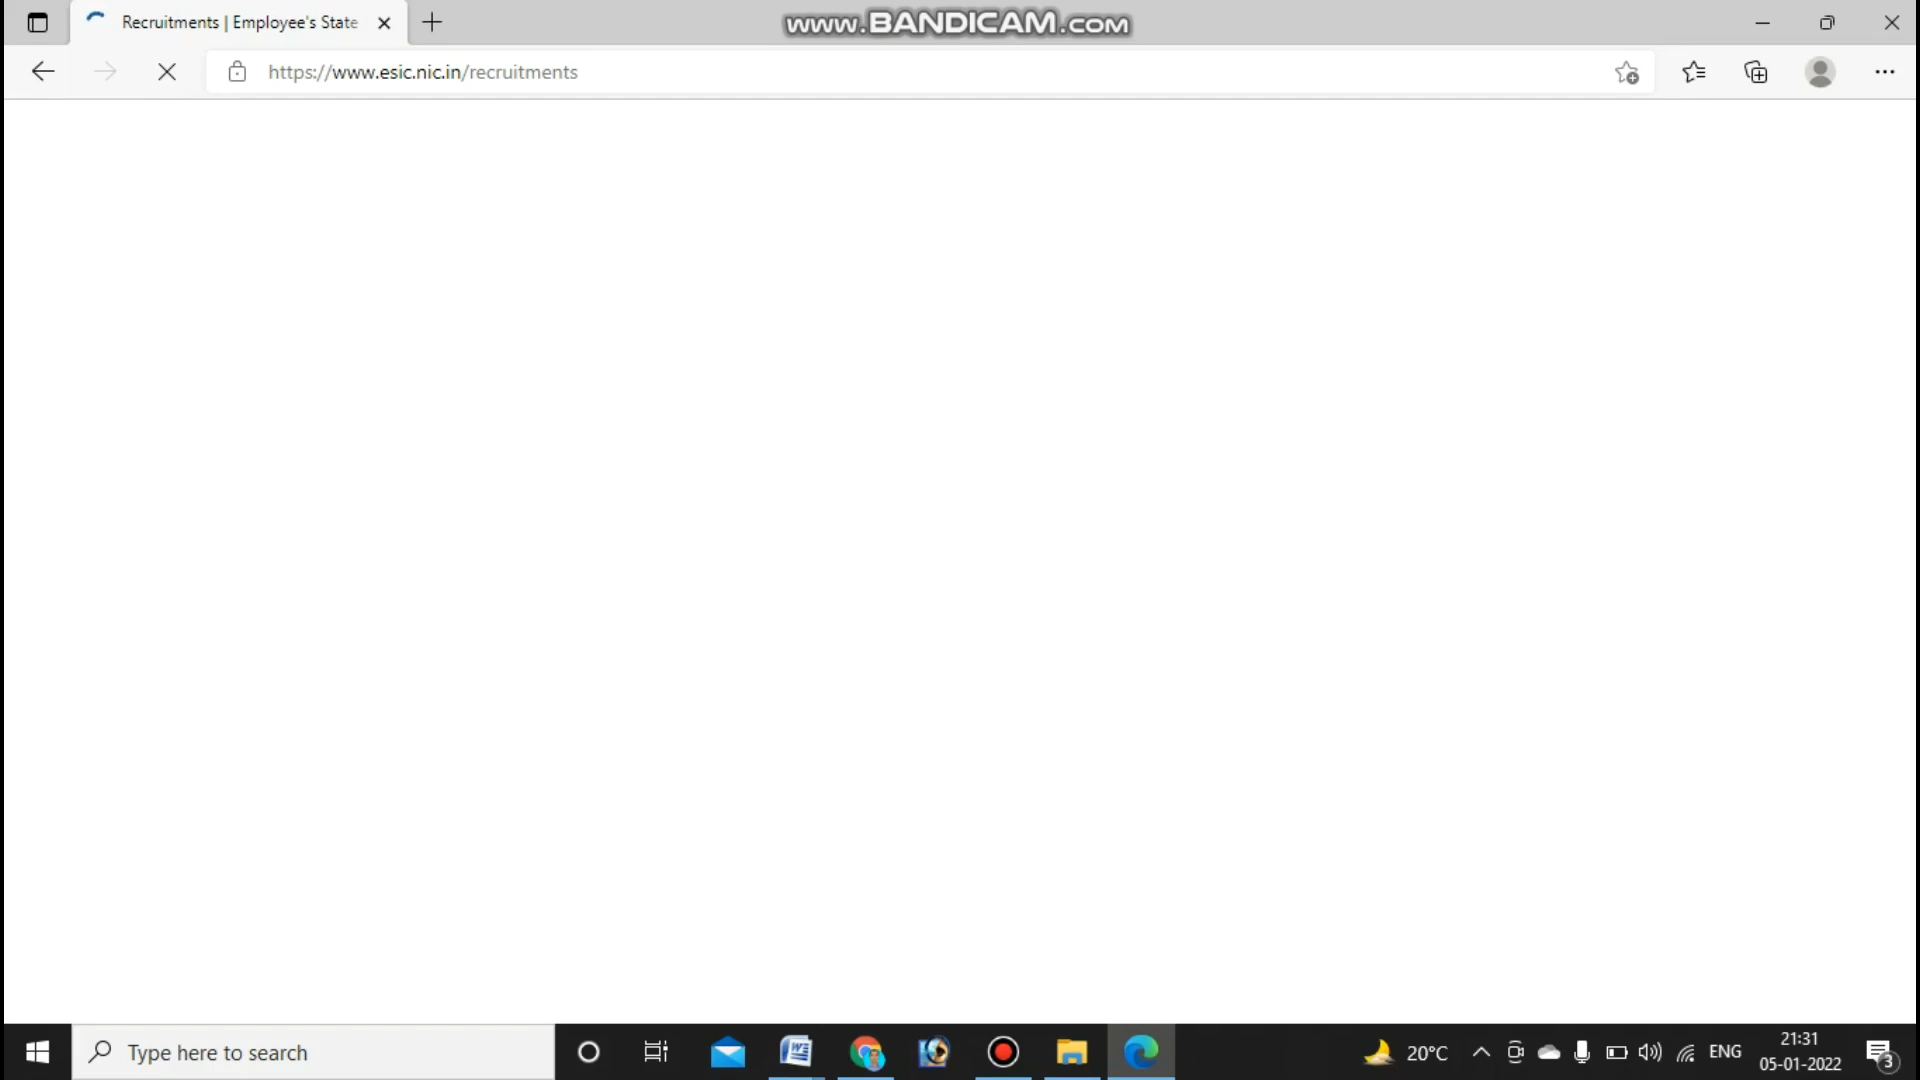 Recruitments | Employee's State
www.BANDICAM.com
https://www.esic.nic.in/recruitments
Type here to search
20°C
ENG
21:31
05-01-2022
3